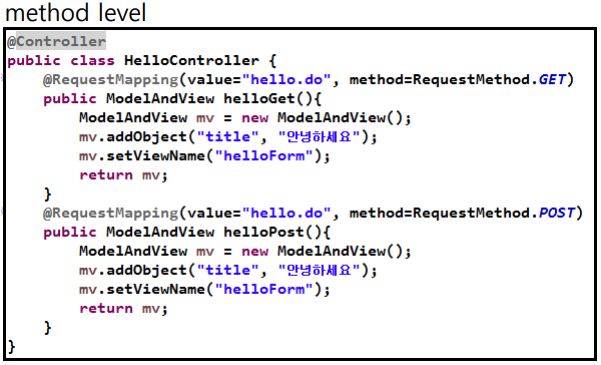 method level
@Controller
public class HelloController {
@RequestMapping(value="hello.do", method=RequestMethod.GET)
public ModelAndView helloGet(){
ModelAndView mv = new ModelAndView();
mv.addObject("title", "안녕하세요");
mv.setViewName("helloForm");
return mv;
}
@RequestMapping(value="hello.do", method=RequestMethod.POST)
public ModelAndView helloPost(){
ModelAndView mv = new ModelAndView();
mv.addObject("title", "안녕하세요");
mv.setViewName("helloForm");
return mv;
}
}